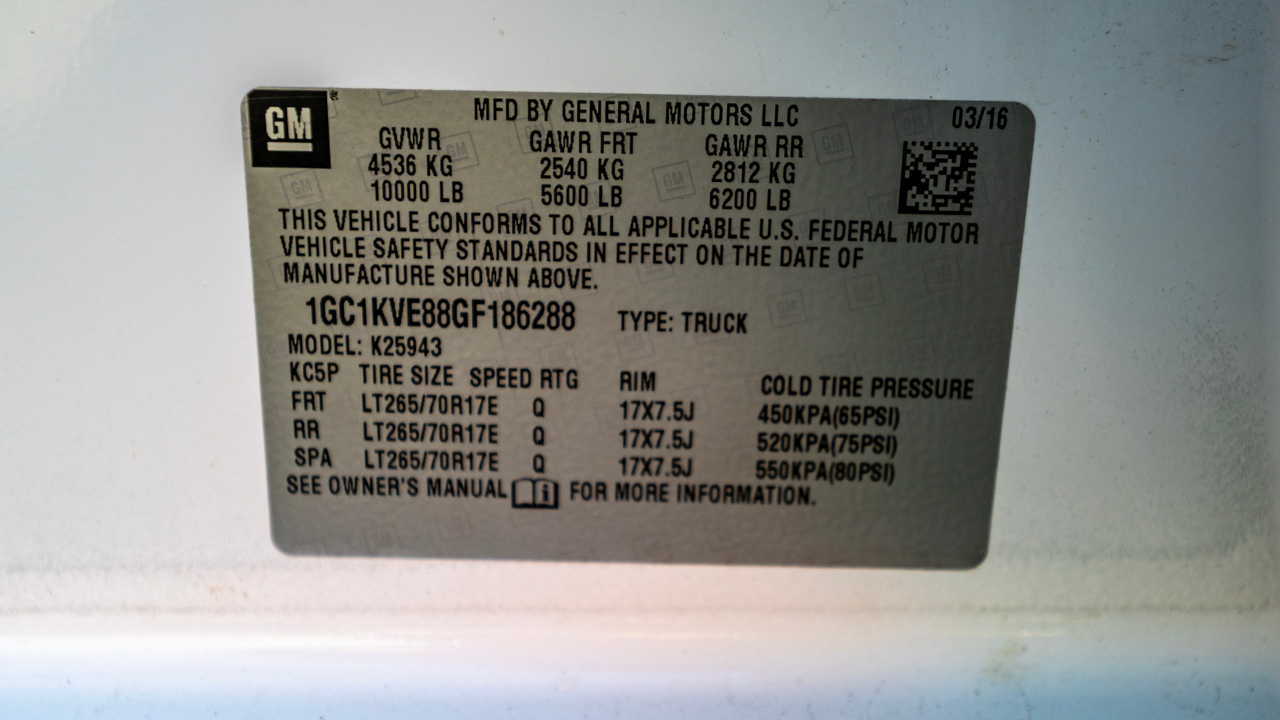 GM
MFD BY GENERAL MOTORS LLC 03/16
GVWR GAWR FRT GAWR RR
4536 KG 2540 KG 2812 KG
10000 LB 5600 LB 6200 LB
THIS VEHICLE CONFORMS TO ALL APPLICABLE U.S. FEDERAL MOTOR
VEHICLE SAFETY STANDARDS IN EFFECT ON THE DATE OF
MANUFACTURE SHOWN ABOVE.
1GC1KVE88GF186288 TYPE: TRUCK
MODEL: K25943
KC5P TIRE SIZE SPEED RTG RIM COLD TIRE PRESSURE
FRT LT265/70R17E Q 17X7.5J 450KPA(65PSI)
RR LT265/70R17E Q 17X7.5J 520KPA(75PSI)
SPA LT265/70R17E Q 17X7.5J 550KPA(80PSI)
SEE OWNER'S MANUAL FOR MORE INFORMATION.